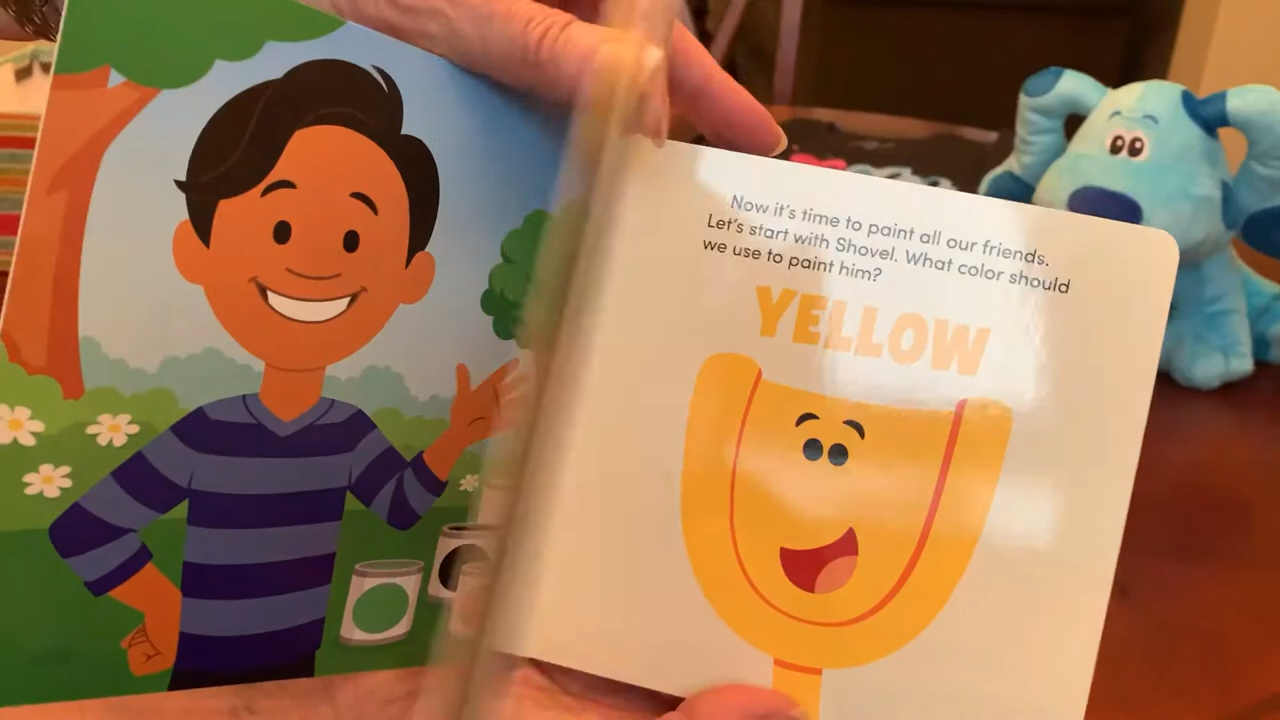 Now it's time to paint all our friends.
Let's start with Shovel. What color should
we use to paint him?
YELLOW